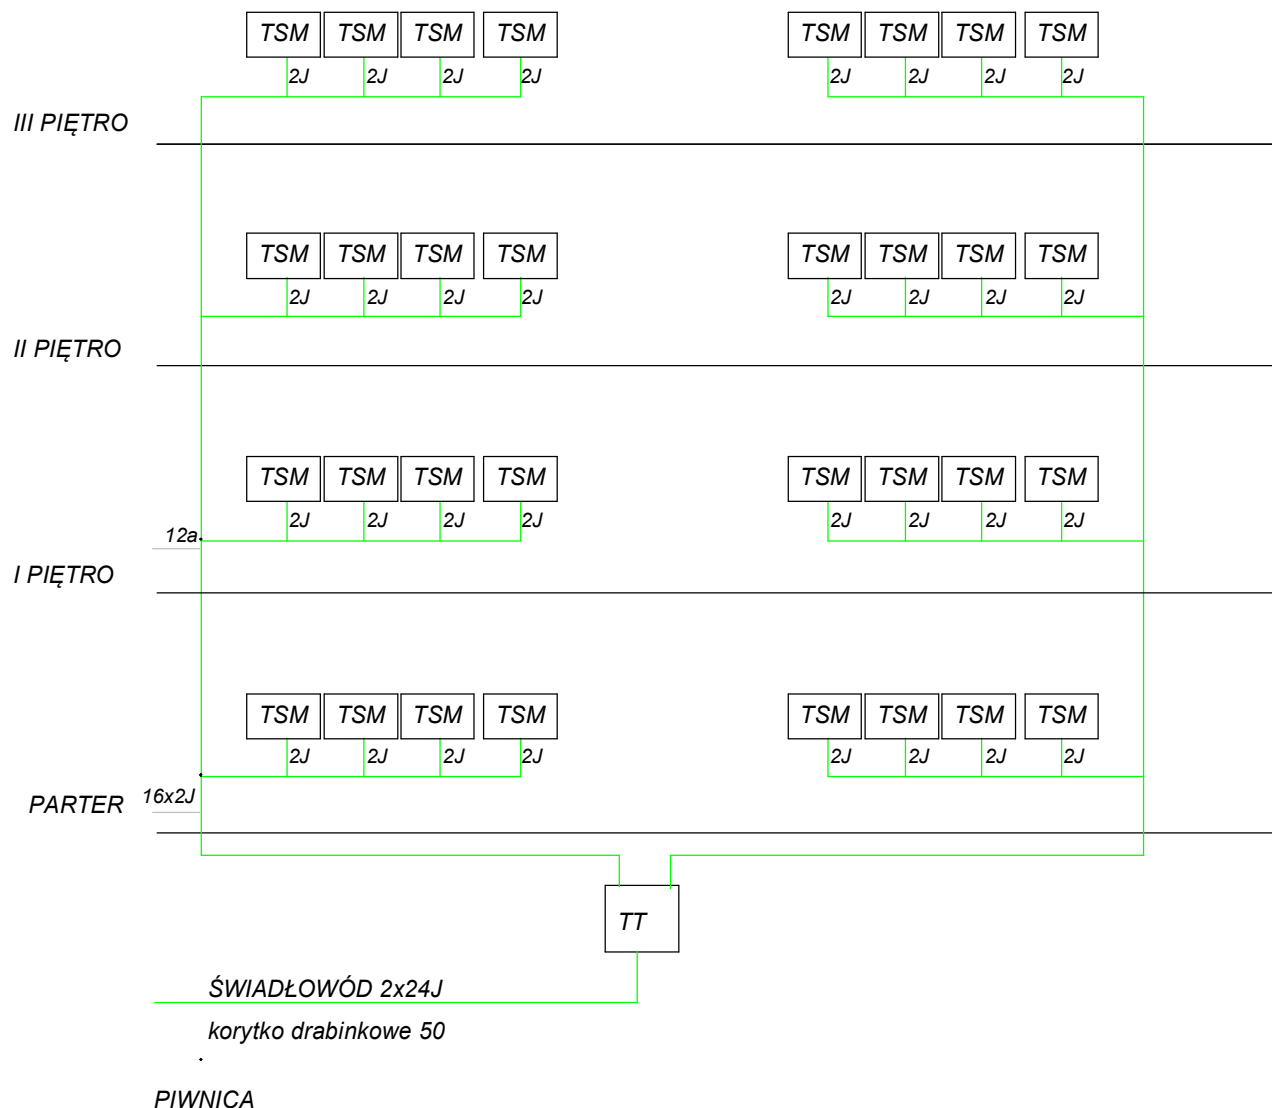 TSM TSM TSM TSM TSM TSM TSM TSM
2J 2J 2J 2J 2J 2J 2J 2J
III PIĘTRO
TSM TSM TSM TSM TSM TSM TSM TSM
2J 2J 2J 2J 2J 2J 2J 2J
II PIĘTRO
TSM TSM TSM TSM TSM TSM TSM TSM
2J 2J 2J 2J 2J 2J 2J 2J
12a
I PIĘTRO
TSM TSM TSM TSM TSM TSM TSM TSM
2J 2J 2J 2J 2J 2J 2J 2J
PARTER 16x2J
TT
ŚWIADŁOWÓD 2x24J
korytko drabinkowe 50
PIWNICA